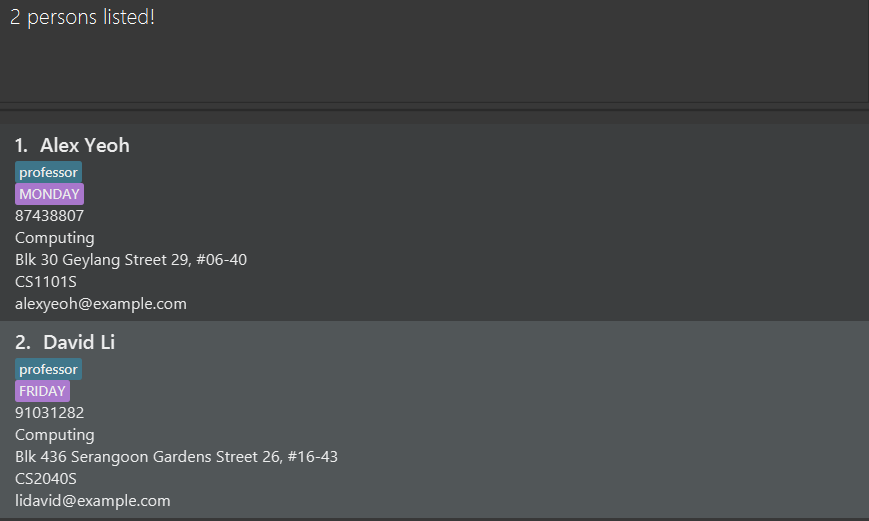 2 persons listed!
1. Alex Yeoh
professor
MONDAY
87438807
Computing
Blk 30 Geylang Street 29, #06-40
CS1101S
alexyeoh@example.com
2. David Li
professor
FRIDAY
91031282
Computing
Blk 436 Serangoon Gardens Street 26, #16-43
CS2040S
lidavid@example.com